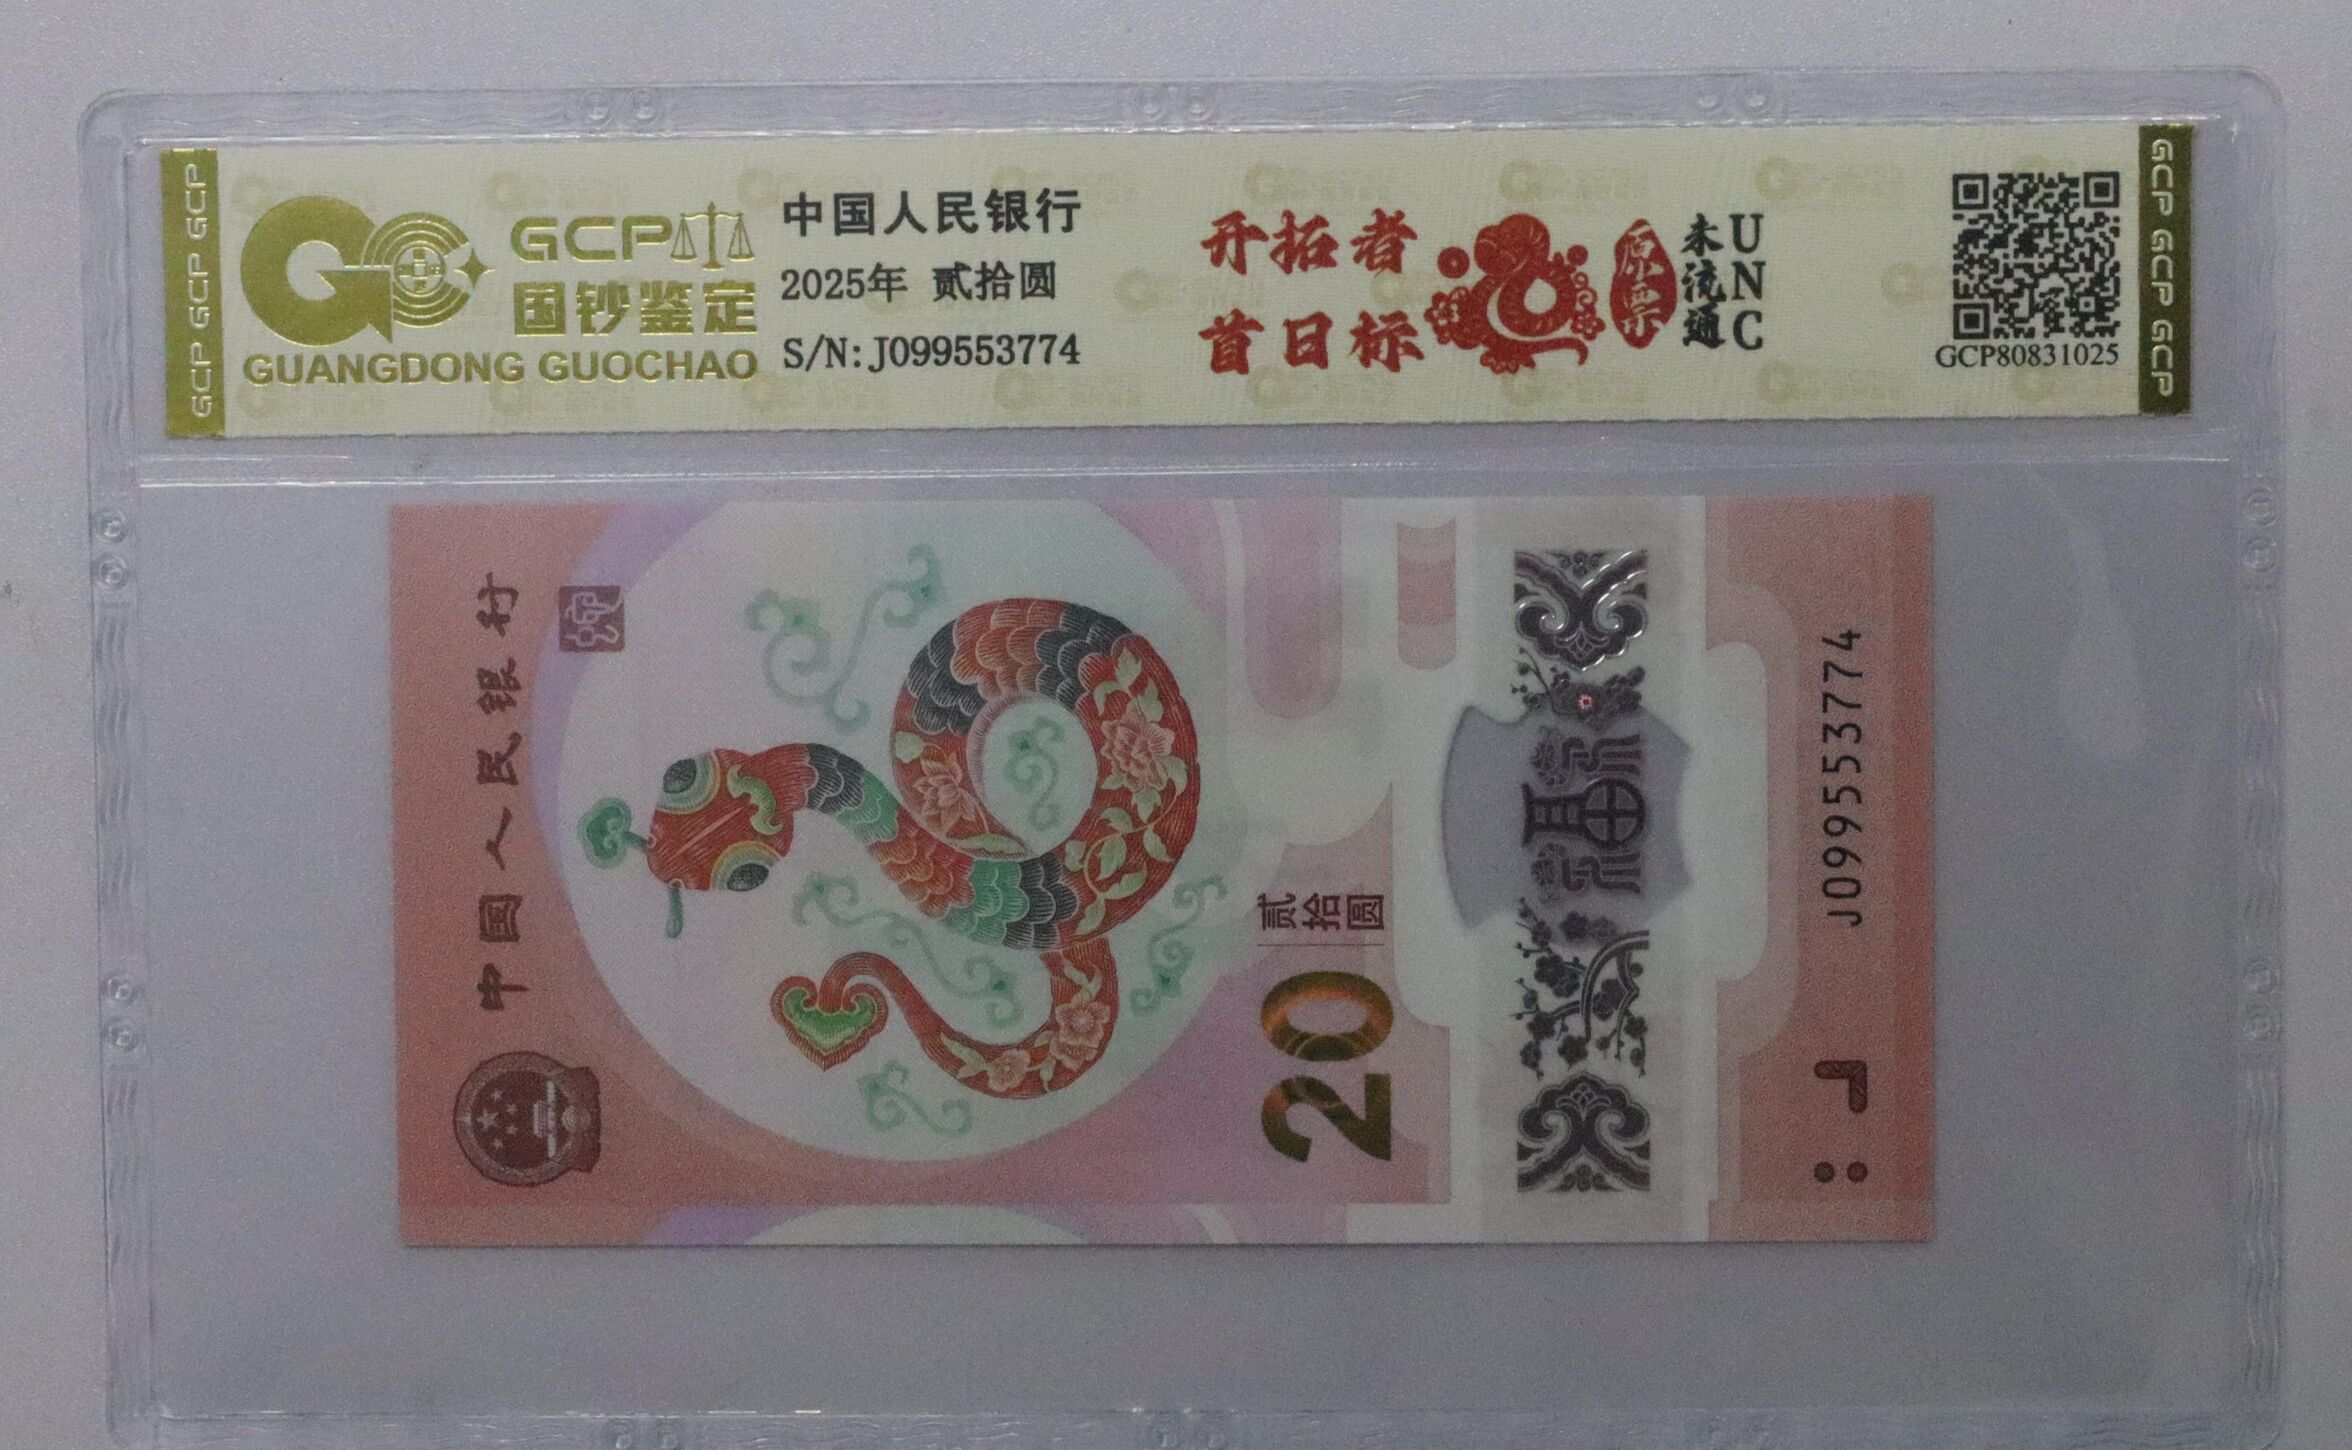 GCP GCP GCP
GCP
国钞鉴定
GUANGDONG GUOCHAO
中国人民银行
2025年 贰拾圆
S/N:J099553774
开拓者
首日标
原票
未流通
UNC
GCP80831025
GCP GCP GCP
中国人民银行
贰拾圆
20
福
J099553774